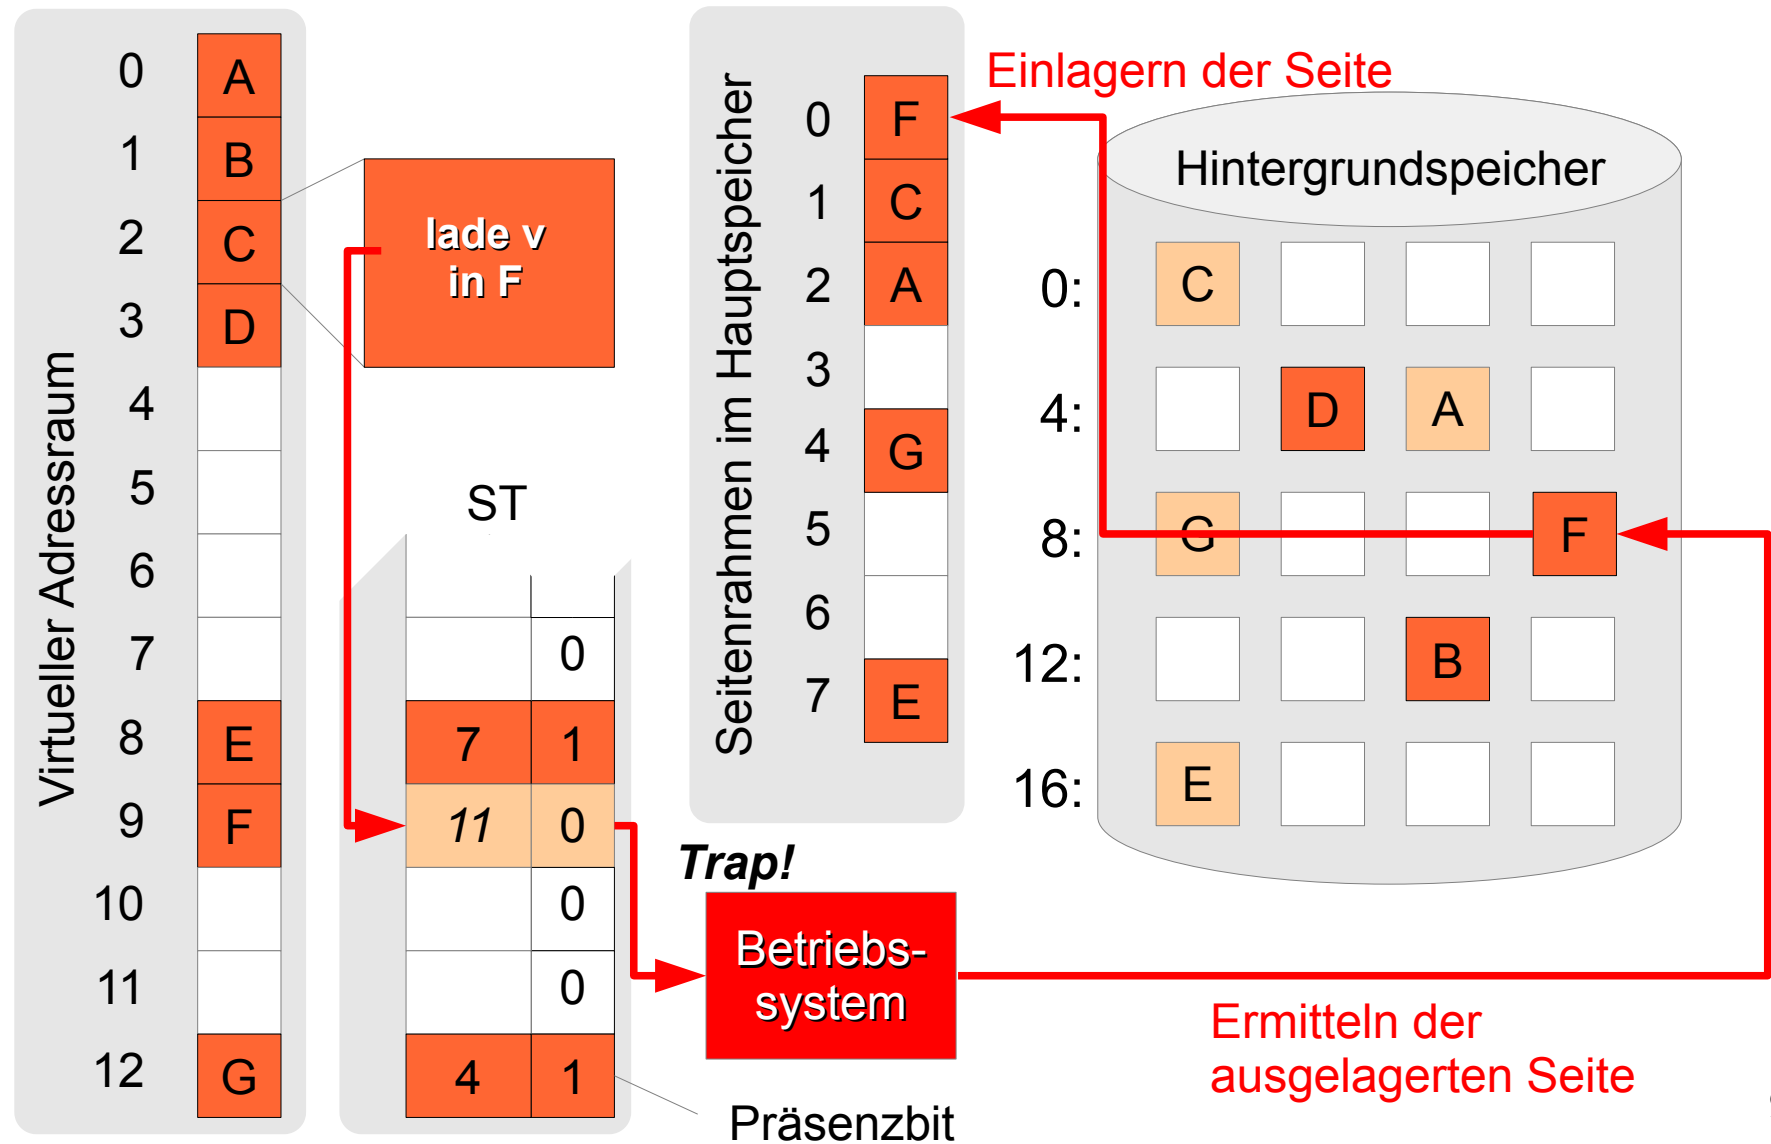 Virtueller Adressraum
0 A
1 B
2 C
3 D
4
5
6
7
8 E
9 F
10
11
12 G
lade v
in F
ST
0
7 1
11 0
0
0
4 1
Präsenzbit
Trap!
Betriebs-
system
Seitenrahmen im Hauptspeicher
0 F
1 C
2 A
3
4 G
5
6
7 E
Einlagern der Seite
Hintergrundspeicher
0: C
4: D A
8: G F
12: B
16: E
Ermitteln der
ausgelagerten Seite